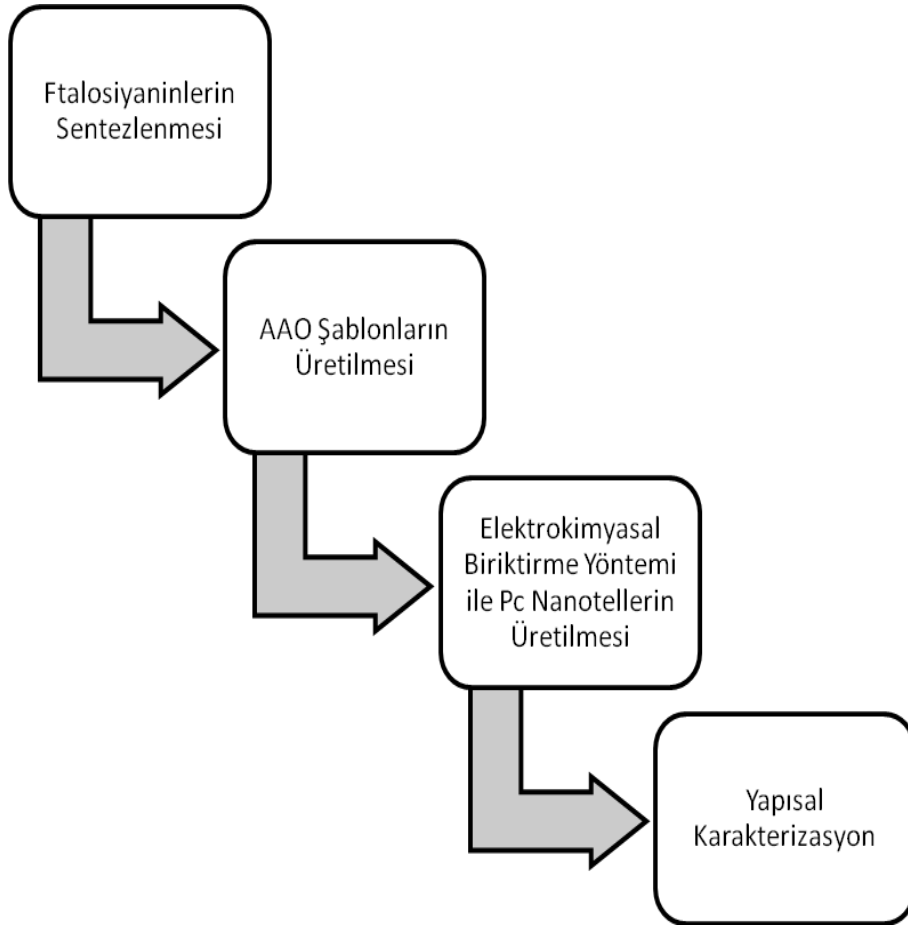 Ftalosiyaninlerin
Sentezlenmesi
AAO Şablonların
Üretilmesi
Elektrokimyasal
Biriktirme Yöntemi
ile Pc Nanotellerin
Üretilmesi
Yapısal
Karakterizasyon